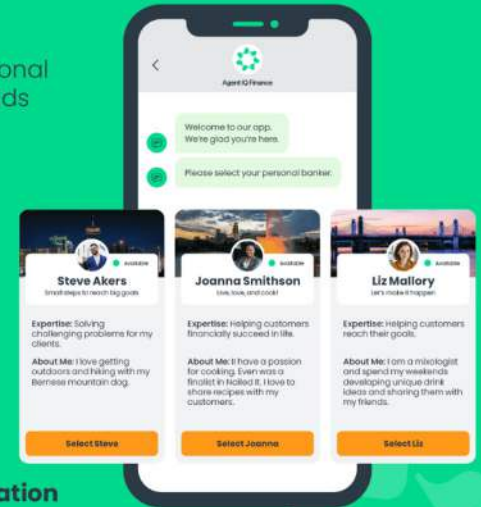 onal
ds
Agent IQ Finance
Welcome to our app.
We're glad you're here.
Please select your personal banker.
Available
Steve Akers
Small steps to reach big goals
Expertise: Solving
challenging problems for my
clients.
About Me: I love getting
outdoors and hiking with my
Bernese mountain dog.
Select Steve
Available
Joanna Smithson
Live, love, and cook!
Expertise: Helping customers
financially succeed in life.
About Me: II have a passion
for cooking. Even was a
finalist in Nailed It. I love to
share recipes with my
customers.
Select Joanna
Available
Liz Mallory
Let's make it happen
Expertise: Helping customers
reach their goals.
About Me: I am a mixologist
and spend my weekends
developing unique drink
ideas and sharing them with
my friends.
Select Liz
ation